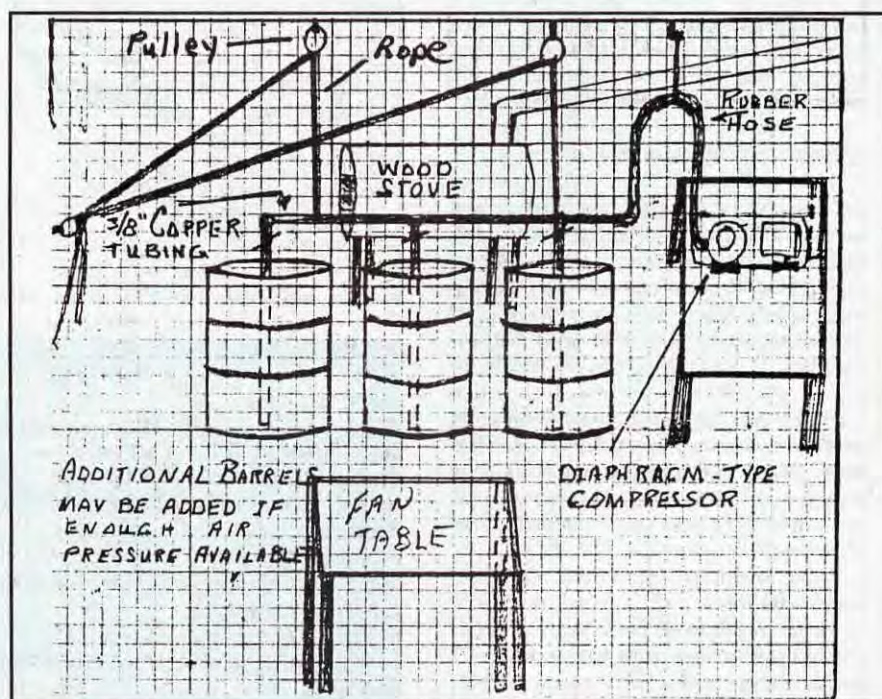 Pulley
Rope
RUBBER
HOSE
WOOD
STOVE
3/8" COPPER
TUBING
ADDITIONAL BARRELS
MAY BE ADDED IF
ENOUGH AIR
PRESSURE AVAILABLE
FAN
TABLE
DIAPHRAGM-TYPE
COMPRESSOR